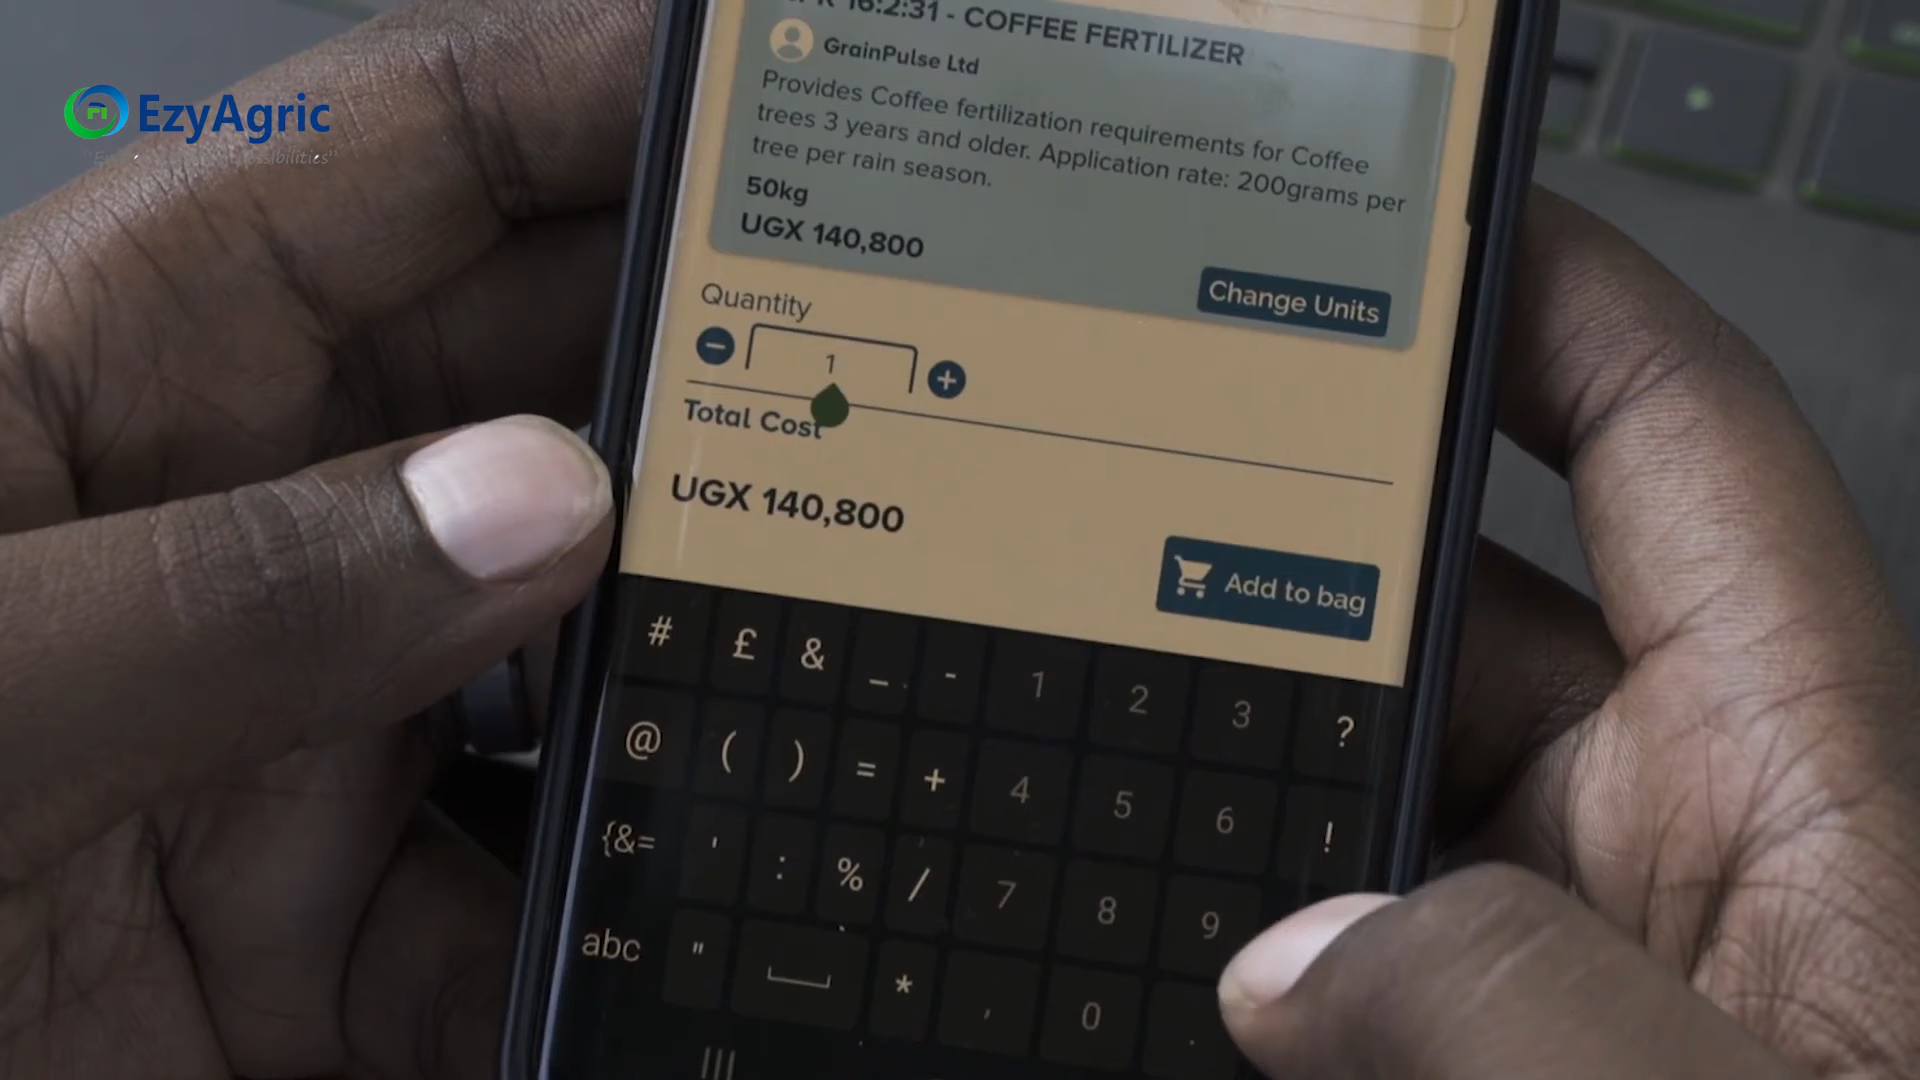 16:2:31 - COFFEE FERTILIZER
EzyAgric
GrainPulse Ltd
Provides Coffee fertilization requirements for Coffee
trees 3 years and older. Application rate: 200grams per
tree per rain season.
50kg
UGX 140,800
Change Units
Quantity
1
Total Cost
UGX 140,800
Add to bag
# £ & _ - 1 2 3 ?
@ ( ) = + 4 5 6 !
{&= ' : % / 7 8 9
abc " * , 0 .